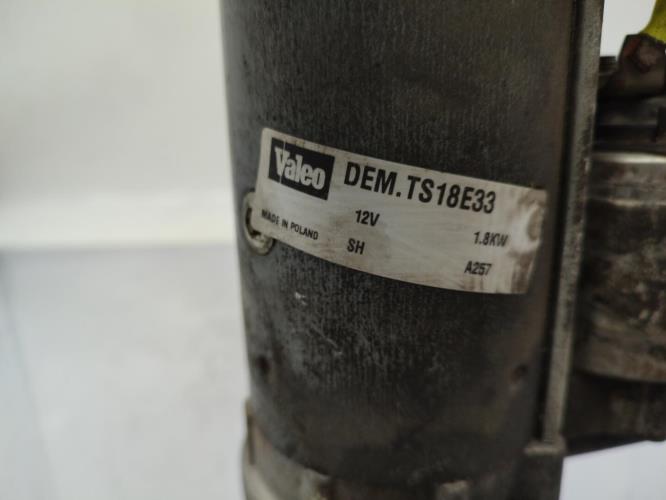 Valeo DEM.TS18E33
12V 1.8KW
MADE IN POLAND SH A257